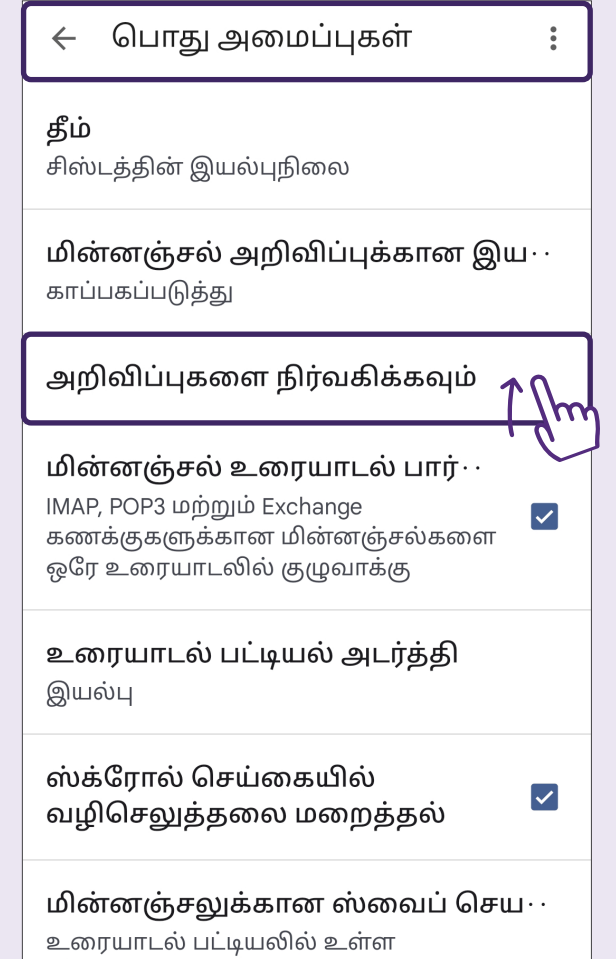 பொது அமைப்புகள்
தீம்
சிஸ்டத்தின் இயல்புநிலை
மின்னஞ்சல் அறிவிப்புக்கான இய··
காப்பகப்படுத்து
அறிவிப்புகளை நிர்வகிக்கவும்
மின்னஞ்சல் உரையாடல் பார்··
IMAP, POP3 மற்றும் Exchange
கணக்குகளுக்கான மின்னஞ்சல்களை
ஒரே உரையாடலில் குழுவாக்கு
உரையாடல் பட்டியல் அடர்த்தி
இயல்பு
ஸ்க்ரோல் செய்கையில்
வழிசெலுத்தலை மறைத்தல்
மின்னஞ்சலுக்கான ஸ்வைப் செய··
உரையாடல் பட்டியலில் உள்ள